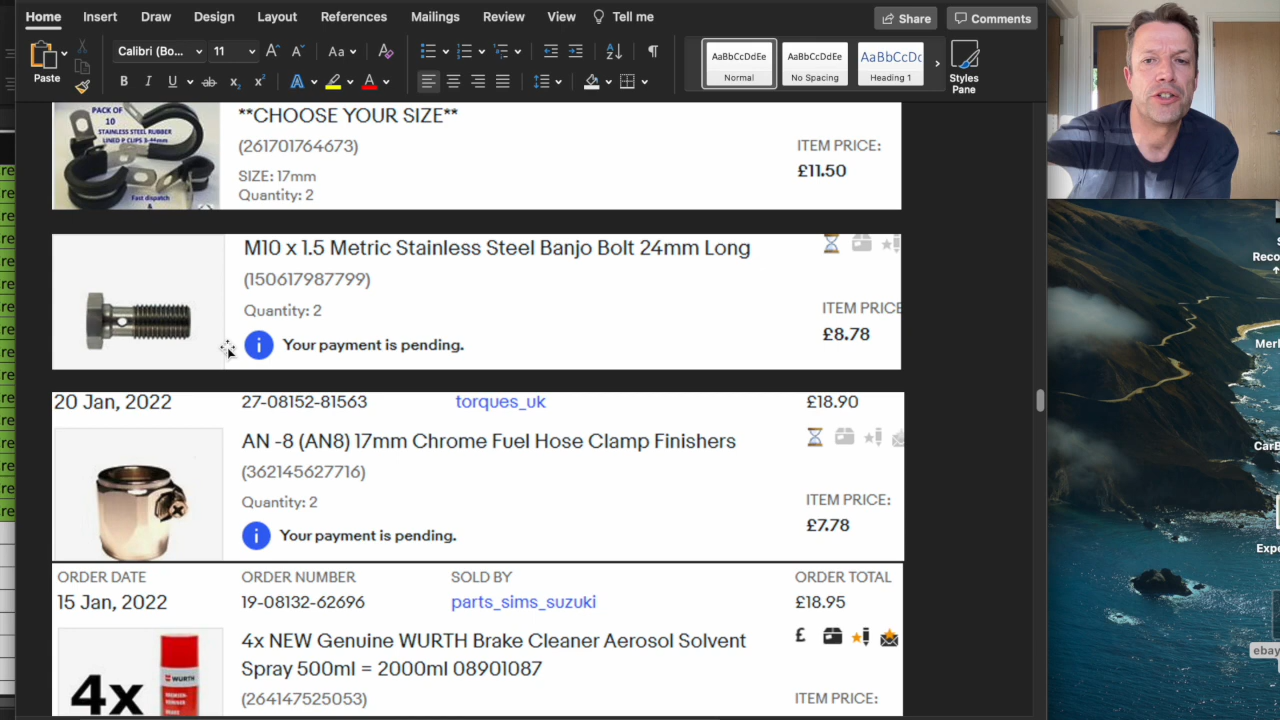 Home Insert Draw Design Layout References Mailings Review View Tell me Share Comments
Paste Calibri (Bo... 11 Aa
AaBbCcDdEe AaBbCcDdEe AaBbCcDc
Normal No Spacing Heading 1 Styles Pane
PACK OF
10
STAINLESS STEEL RUBBER
Fast dispatch
&
**CHOOSE YOUR SIZE**
(261701764673)
SIZE: 17mm
Quantity: 2
ITEM PRICE:
£11.50
M10 x 1.5 Metric Stainless Steel Banjo Bolt 24mm Long
(150617987799)
Quantity: 2
Your payment is pending.
ITEM PRICE
£8.78
20 Jan, 2022 27-08152-81563 torques_uk £18.90
AN -8 (AN8) 17mm Chrome Fuel Hose Clamp Finishers
(362145627716)
Quantity: 2
Your payment is pending.
ITEM PRICE:
£7.78
ORDER DATE ORDER NUMBER SOLD BY ORDER TOTAL
15 Jan, 2022 19-08132-62696 parts_sims_suzuki £18.95
4x NEW Genuine WURTH Brake Cleaner Aerosol Solvent
Spray 500ml = 2000ml 08901087
(264147525053)
ITEM PRICE:
4x
WURTH
Reco
Merl
CarB
Expe
ebay